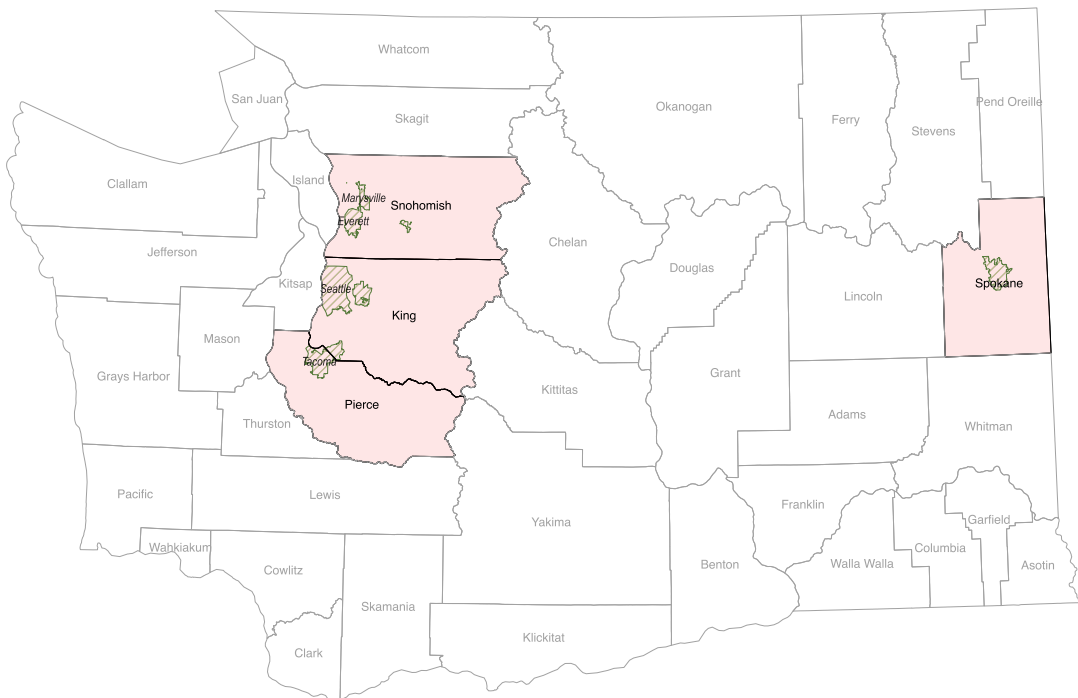 Whatcom
San Juan
Skagit
Okanogan
Ferry
Stevens
Pend Oreille
Clallam
Island
Marysville
Snohomish
Everett
Jefferson
Chelan
Douglas
Kitsap
Seattle
King
Lincoln
Spokane
Mason
Tacoma
Grays Harbor
Pierce
Kittitas
Grant
Thurston
Adams
Whitman
Pacific
Lewis
Yakima
Franklin
Garfield
Wahkiakum
Columbia
Cowlitz
Benton
Walla Walla
Asotin
Skamania
Klickitat
Clark